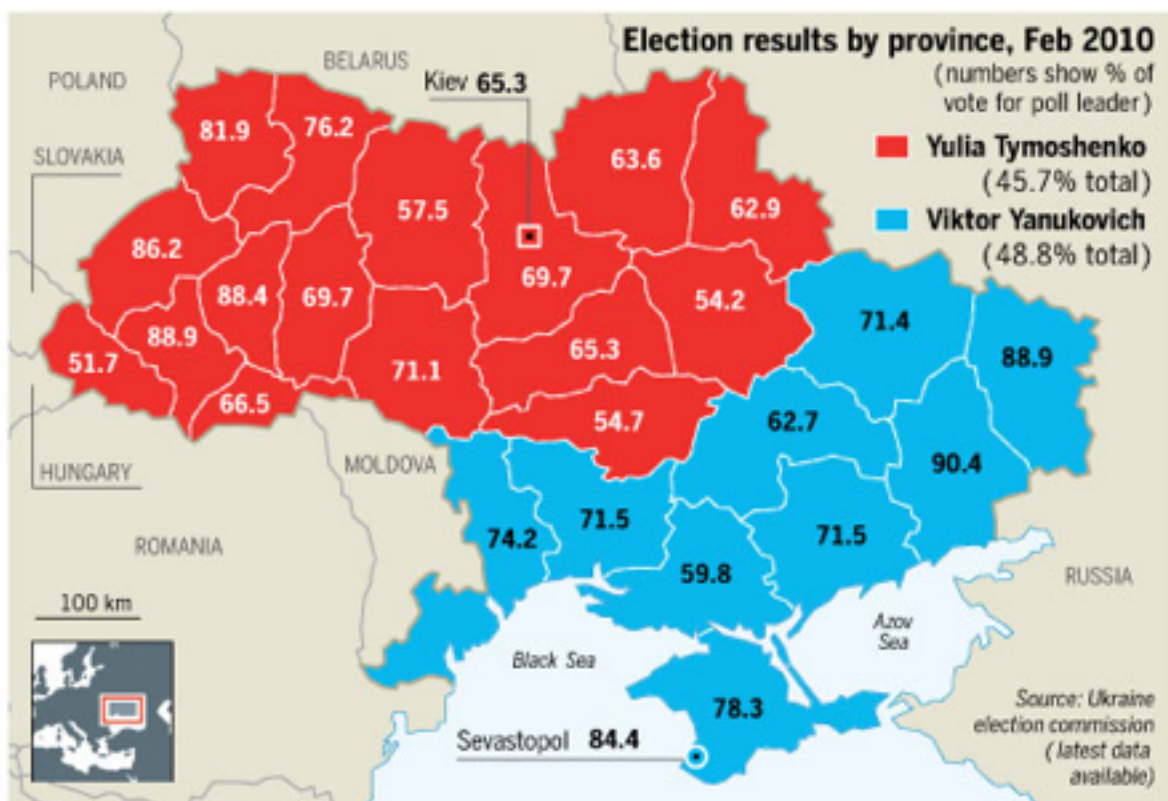 Election results by province, Feb 2010
(numbers show % of
vote for poll leader)
Yulia Tymoshenko
(45.7% total)
Viktor Yanukovich
(48.8% total)
BELARUS
POLAND
Kiev 65.3
SLOVAKIA
81.9
76.2
63.6
57.5
62.9
86.2
88.4
69.7
69.7
54.2
71.4
88.9
51.7
88.9
65.3
71.1
66.5
54.7
62.7
HUNGARY
MOLDOVA
90.4
74.2
71.5
71.5
ROMANIA
59.8
RUSSIA
100 km
Azov
Sea
Black Sea
78.3
Sevastopol 84.4
Source: Ukraine
election commission
(latest data
available)